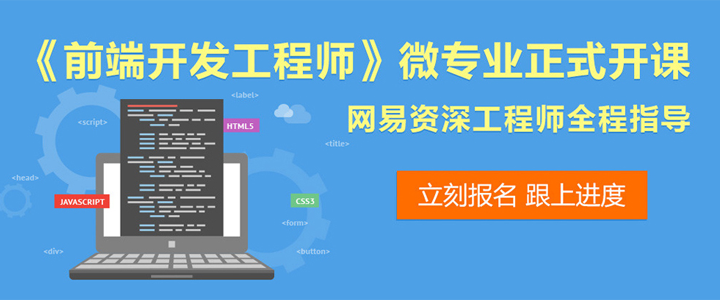 《前端开发工程师》微专业正式开课
网易资深工程师全程指导
立刻报名 跟上进度
<label>
<script>
HTML5
<title>
<head>
JAVASCRIPT
CSS3
<form>
<div>
<button>